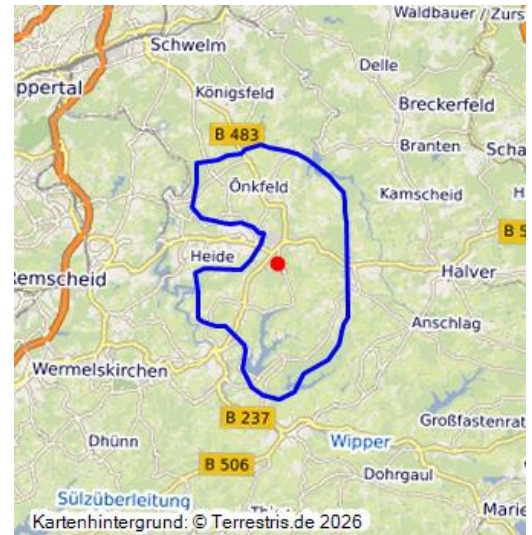 Waldbauer / Zurs
Schwelm
Delle
ppertal
Königsfeld
Breckerfeld
B 483
Branten
Scha
Önkfeld
Kamscheid
H
B 5
Heide
Remscheid
Halver
Anschlag
Wermelskirchen
B 237
Großfastenrat
Dhünn
Wipper
B 506
Dohrgaul
Sülzüberleitung
Marie
Kartenhintergrund: © Terrestris.de 2026